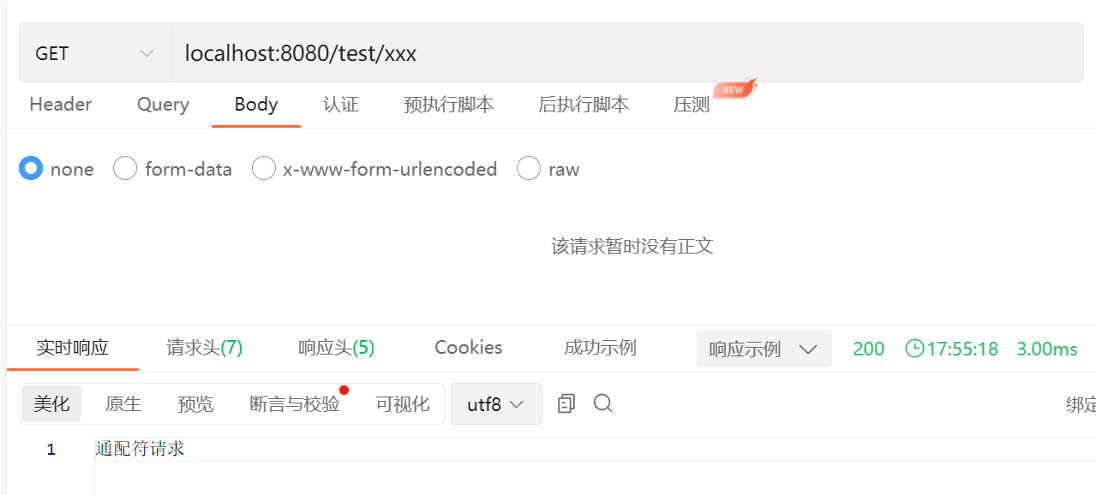 GET localhost:8080/test/xxx
Header Query Body 认证 预执行脚本 后执行脚本 压测 NEW
none form-data x-www-form-urlencoded raw
该请求暂时没有正文
实时响应 请求头(7) 响应头(5) Cookies 成功示例 响应示例 200 17:55:18 3.00ms
美化 原生 预览 断言与校验 可视化 utf8 绑定
1 通配符请求